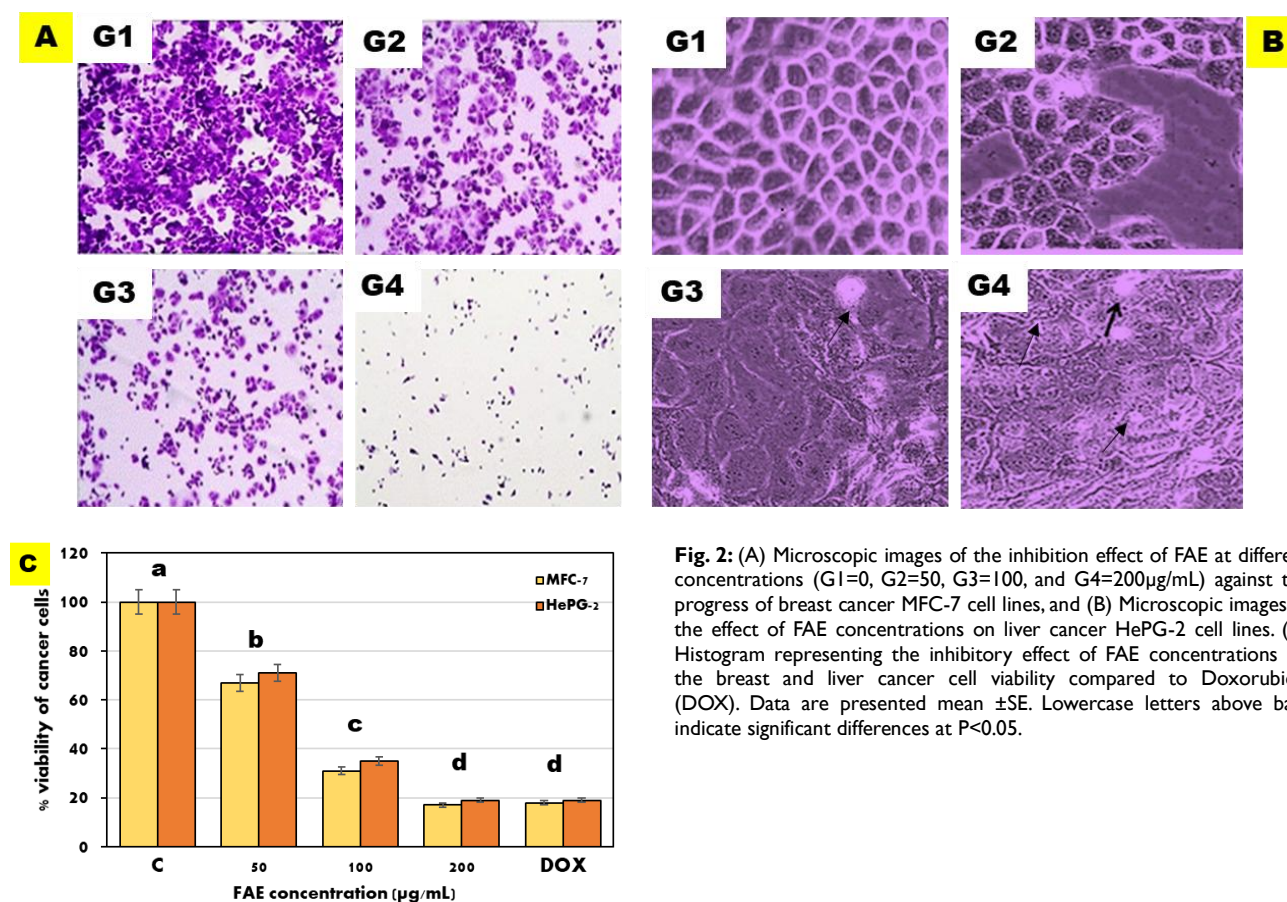 A
G1
G2
G3
G4
G1
G2
B
G3
G4
C
% viability of cancer cells
120
100
80
60
40
20
0
a
b
c
d
d
MFC-7
HePG-2
C
50
100
200
DOX
FAE concentration (µg/mL)
Fig. 2: (A) Microscopic images of the inhibition effect of FAE at differe
concentrations (G1=0, G2=50, G3=100, and G4=200µg/mL) against t
progress of breast cancer MFC-7 cell lines, and (B) Microscopic images
the effect of FAE concentrations on liver cancer HePG-2 cell lines. (
Histogram representing the inhibitory effect of FAE concentrations
the breast and liver cancer cell viability compared to Doxorubi
(DOX). Data are presented mean ±SE. Lowercase letters above ba
indicate significant differences at P<0.05.